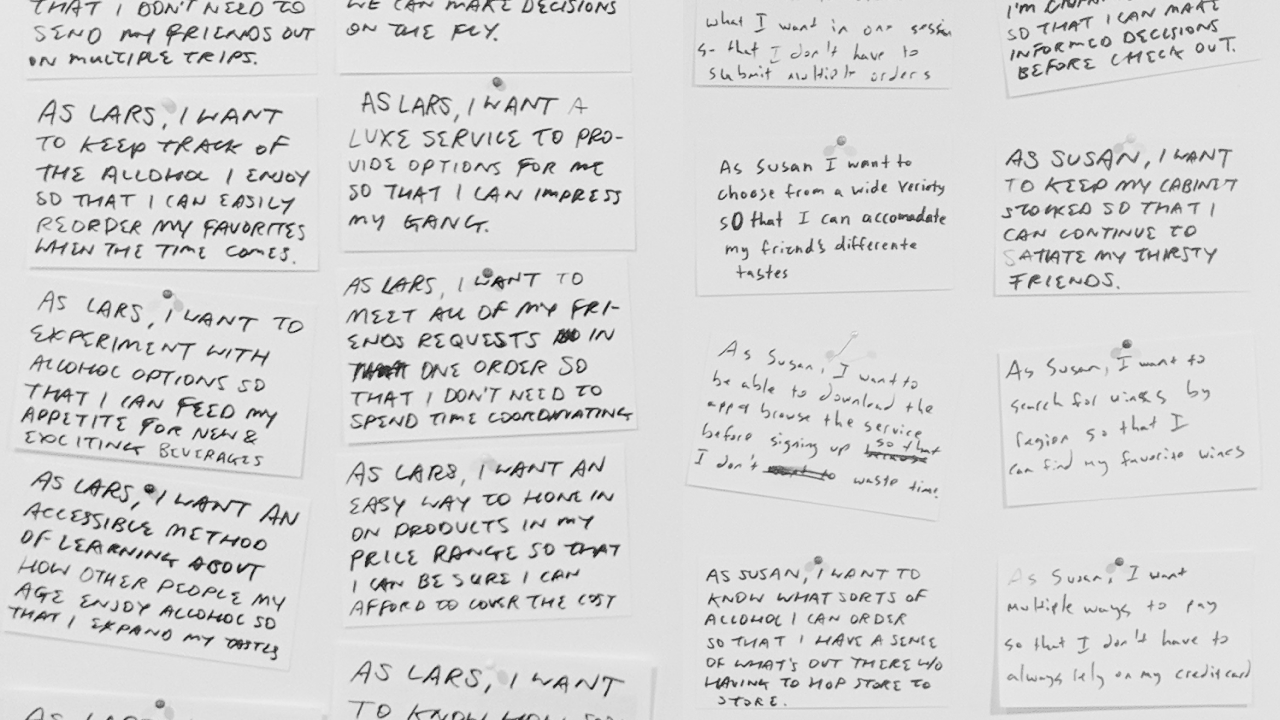 THAT I DON'T NEED TO
SEND MY FRIENDS OUT
ON MULTIPLE TRIPS.
AS LARS, I WANT
TO KEEP TRACK OF
THE ALCOHOL I ENJOY
SO THAT I CAN EASILY
REORDER MY FAVORITES
WHEN THE TIME COMES.
AS LARS, I WANT TO
EXPERIMENT WITH
ALCOHOL OPTIONS SO
THAT I CAN FEED MY
APPETITE FOR NEW &
EXCITING BEVERAGES
AS LARS, I WANT AN
ACCESSIBLE METHOD
OF LEARNING ABOUT
HOW OTHER PEOPLE MY
AGE ENJOY ALCOHOL SO
THAT I EXPAND MY TASTES
AS LARS
WE CAN MAKE DECISIONS
ON THE FLY.
AS LARS, I WANT A
LUXE SERVICE TO PRO-
VIDE OPTIONS FOR ME
SO THAT I CAN IMPRESS
MY GANG.
AS LARS, I WANT TO
MEET ALL OF MY FRI-
ENDS REQUESTS IN
ONE ORDER SO
THAT I DON'T NEED TO
SPEND TIME COORDINATING
AS LARS, I WANT AN
EASY WAY TO HONE IN
ON PRODUCTS IN MY
PRICE RANGE SO THAT
I CAN BE SURE I CAN
AFFORD TO COVER THE COST
AS LARS, I WANT
TO KNOW HOW
what I want in one session
so that I don't have to
submit multiple orders
As Susan I want to
choose from a wide veriety
so that I can accomadate
my friend's differente
tastes
As Susan, I want to
be able to download the
app & browse the service
before signing up so that
I don't waste time.
AS SUSAN, I WANT TO
KNOW WHAT SORTS OF
ALCOHOL I CAN ORDER
SO THAT I HAVE A SENSE
OF WHAT'S OUT THERE W/O
HAVING TO HOP STORE TO
STORE.
I'M
SO THAT I CAN MAKE
INFORMED DECISIONS
BEFORE CHECK OUT.
AS SUSAN, I WANT
TO KEEP MY CABINET
STOCKED SO THAT I
CAN CONTINUE TO
SATIATE MY THIRSTY
FRIENDS.
As Susan, I want to
search for wines by
region so that I
can find my favorite wines
As Susan, I want
multiple ways to pay
so that I don't have to
always rely on my credit card